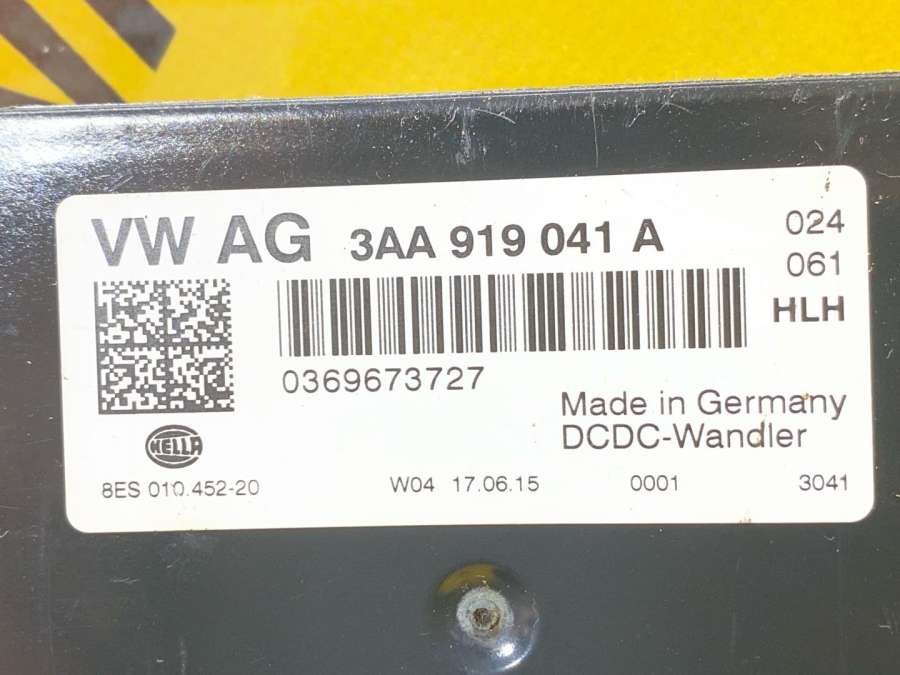 VW AG 3AA 919 041 A
024
061
HLH
0369673727
Made in Germany
DCDC-Wandler
HELLA
8ES 010.452-20 W04 17.06.15 0001 3041